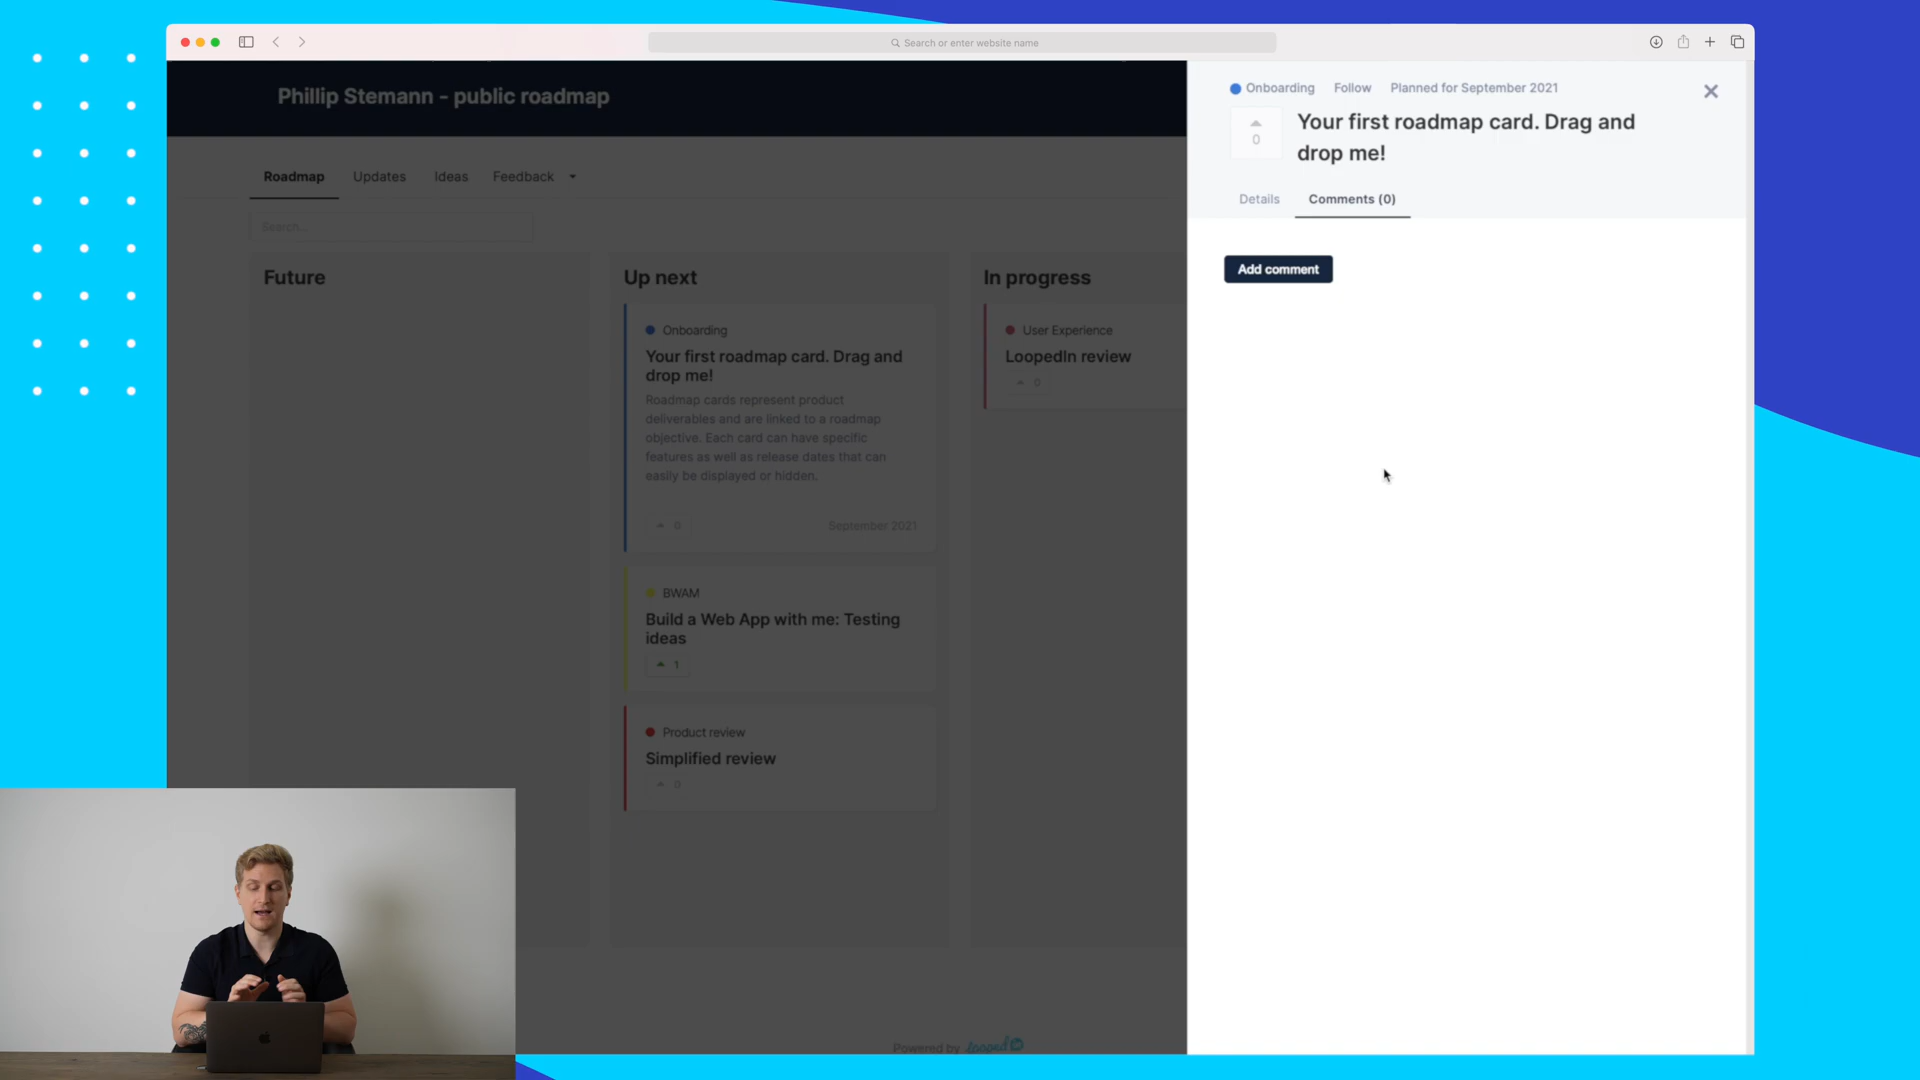 Search or enter website name
Phillip Stemann - public roadmap
Roadmap Updates Ideas Feedback
Search...
Future
Up next
Onboarding
Your first roadmap card. Drag and
drop me!
Roadmap cards represent product
deliverables and are linked to a roadmap
objective. Each card can have specific
features as well as release dates that can
easily be displayed or hidden.
0 September 2021
BWAM
Build a Web App with me: Testing
ideas
1
Product review
Simplified review
0
In progress
User Experience
LoopedIn review
0
Powered by loopedin
Onboarding Follow Planned for September 2021
0
Your first roadmap card. Drag and
drop me!
Details Comments (0)
Add comment